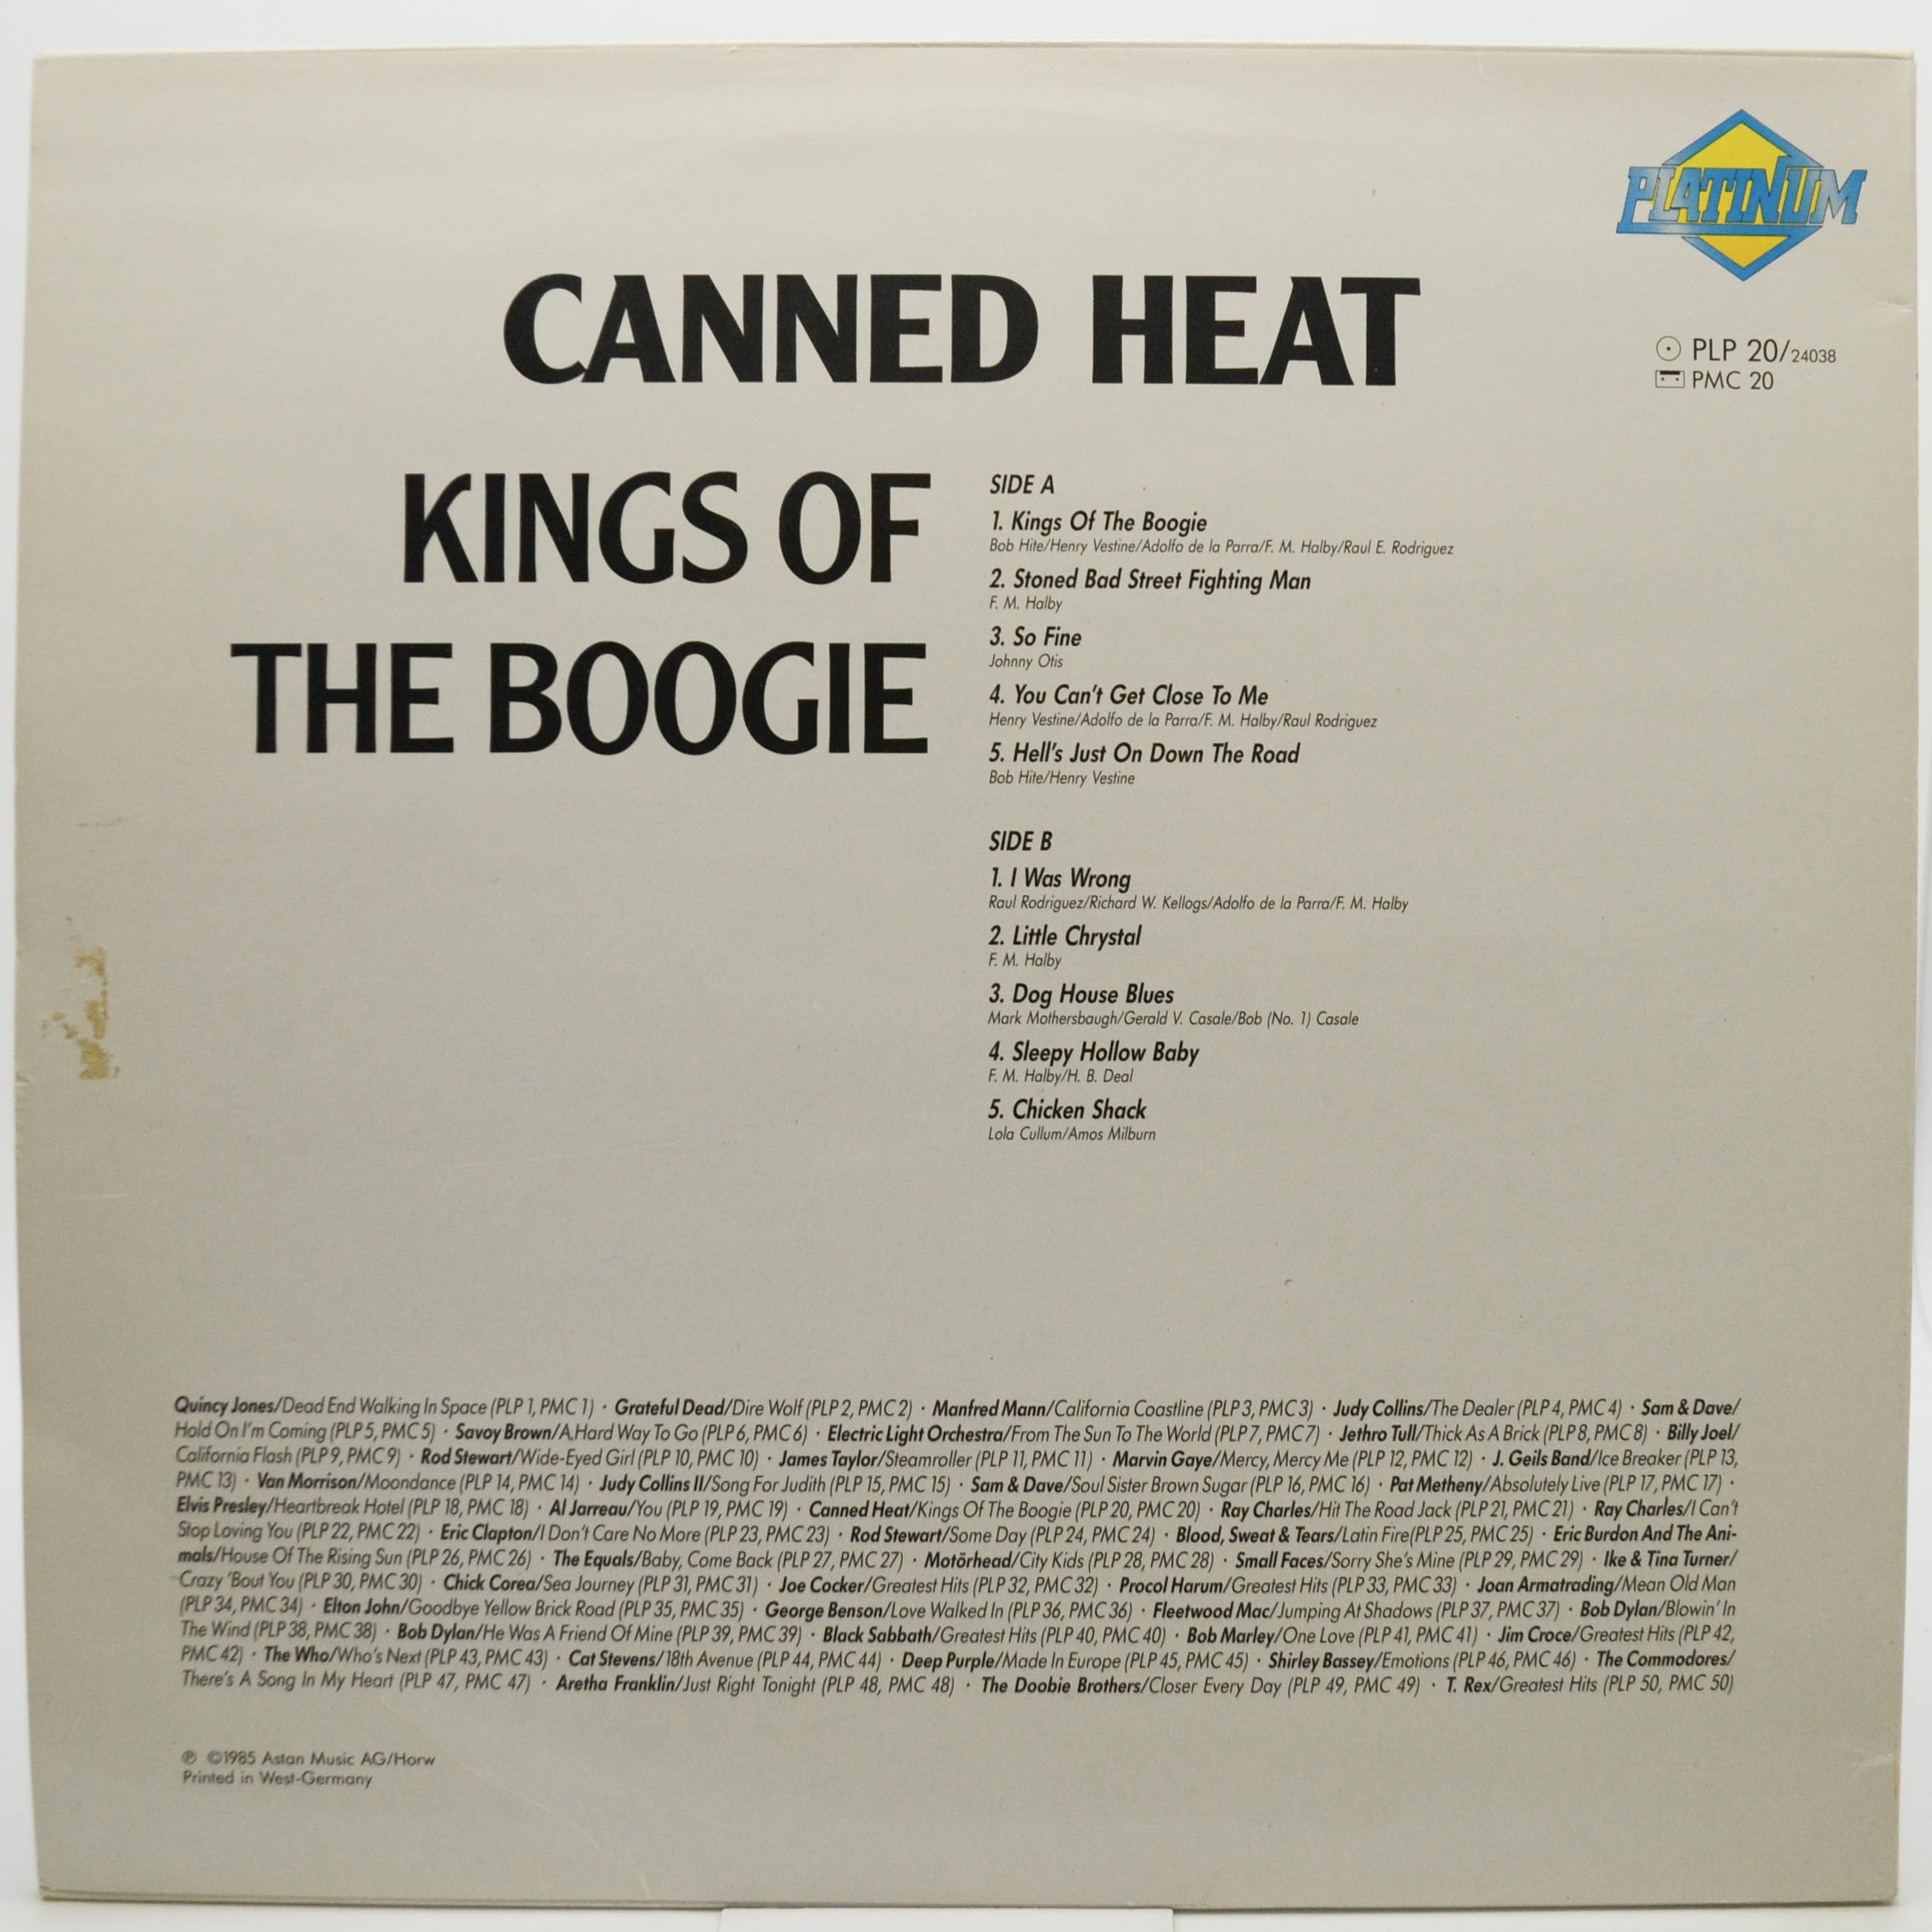 PLATINUM
CANNED HEAT
PLP 20/24038
PMC 20
KINGS OF
THE BOOGIE
SIDE A
1. Kings Of The Boogie
Bob Hite/Henry Vestine/Adolfo de la Parra/F. M. Halby/Raul E. Rodriguez
2. Stoned Bad Street Fighting Man
F. M. Halby
3. So Fine
Johnny Otis
4. You Can't Get Close To Me
Henry Vestine/Adolfo de la Parra/F. M. Halby/Raul Rodriguez
5. Hell's Just On Down The Road
Bob Hite/Henry Vestine
SIDE B
1. I Was Wrong
Raul Rodriguez/Richard W. Kellogs/Adolfo de la Parra/F. M. Halby
2. Little Chrystal
F. M. Halby
3. Dog House Blues
Mark Mothersbaugh/Gerald V. Casale/Bob (No. 1) Casale
4. Sleepy Hollow Baby
F. M. Halby/H. B. Deal
5. Chicken Shack
Lola Cullum/Amos Milburn
Quincy Jones/Dead End Walking In Space (PLP 1, PMC 1) · Grateful Dead/Dire Wolf (PLP 2, PMC 2) · Manfred Mann/California Coastline (PLP 3, PMC 3) · Judy Collins/The Dealer (PLP 4, PMC 4) · Sam & Dave/
Hold On I'm Coming (PLP 5, PMC 5) · Savoy Brown/A Hard Way To Go (PLP 6, PMC 6) · Electric Light Orchestra/From The Sun To The World (PLP 7, PMC 7) · Jethro Tull/Thick As A Brick (PLP 8, PMC 8) · Billy Joel/
California Flash (PLP 9, PMC 9) · Rod Stewart/Wide-Eyed Girl (PLP 10, PMC 10) · James Taylor/Steamroller (PLP 11, PMC 11) · Marvin Gaye/Mercy, Mercy Me (PLP 12, PMC 12) · J. Geils Band/Ice Breaker (PLP 13,
PMC 13) · Van Morrison/Moondance (PLP 14, PMC 14) · Judy Collins II/Song For Judith (PLP 15, PMC 15) · Sam & Dave/Soul Sister Brown Sugar (PLP 16, PMC 16) · Pat Metheny/Absolutely Live (PLP 17, PMC 17) ·
Elvis Presley/Heartbreak Hotel (PLP 18, PMC 18) · Al Jarreau/You (PLP 19, PMC 19) · Canned Heat/Kings Of The Boogie (PLP 20, PMC 20) · Ray Charles/Hit The Road Jack (PLP 21, PMC 21) · Ray Charles/I Can't
Stop Loving You (PLP 22, PMC 22) · Eric Clapton/I Don't Care No More (PLP 23, PMC 23) · Rod Stewart/Some Day (PLP 24, PMC 24) · Blood, Sweat & Tears/Latin Fire(PLP 25, PMC 25) · Eric Burdon And The Ani-
mals/House Of The Rising Sun (PLP 26, PMC 26) · The Equals/Baby, Come Back (PLP 27, PMC 27) · Motörhead/City Kids (PLP 28, PMC 28) · Small Faces/Sorry She's Mine (PLP 29, PMC 29) · Ike & Tina Turner/
Crazy 'Bout You (PLP 30, PMC 30) · Chick Corea/Sea Journey (PLP 31, PMC 31) · Joe Cocker/Greatest Hits (PLP 32, PMC 32) · Procol Harum/Greatest Hits (PLP 33, PMC 33) · Joan Armatrading/Mean Old Man
(PLP 34, PMC 34) · Elton John/Goodbye Yellow Brick Road (PLP 35, PMC 35) · George Benson/Love Walked In (PLP 36, PMC 36) · Fleetwood Mac/Jumping At Shadows (PLP 37, PMC 37) · Bob Dylan/Blowin' In
The Wind (PLP 38, PMC 38) · Bob Dylan/He Was A Friend Of Mine (PLP 39, PMC 39) · Black Sabbath/Greatest Hits (PLP 40, PMC 40) · Bob Marley/One Love (PLP 41, PMC 41) · Jim Croce/Greatest Hits (PLP 42,
PMC 42) · The Who/Who's Next (PLP 43, PMC 43) · Cat Stevens/18th Avenue (PLP 44, PMC 44) · Deep Purple/Made In Europe (PLP 45, PMC 45) · Shirley Bassey/Emotions (PLP 46, PMC 46) · The Commodores/
There's A Song In My Heart (PLP 47, PMC 47) · Aretha Franklin/Just Right Tonight (PLP 48, PMC 48) · The Doobie Brothers/Closer Every Day (PLP 49, PMC 49) · T. Rex/Greatest Hits (PLP 50, PMC 50)
℗ ©1985 Astan Music AG/Horw
Printed in West-Germany